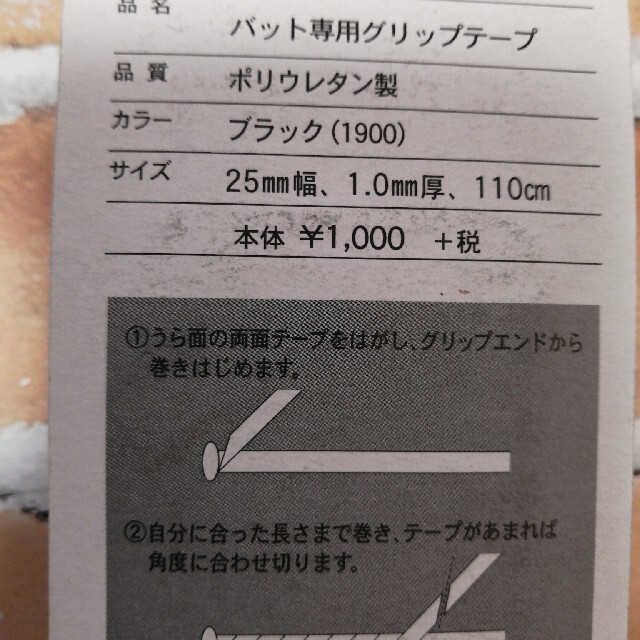 品名 バット専用グリップテープ
品質 ポリウレタン製
カラー ブラック(1900)
サイズ 25mm幅、1.0mm厚、110cm
本体 ¥1,000 +税
①うら面の両面テープをはがし、グリップエンドから
巻きはじめます。
②自分に合った長さまで巻き、テープがあまれば
角度に合わせ切ります。